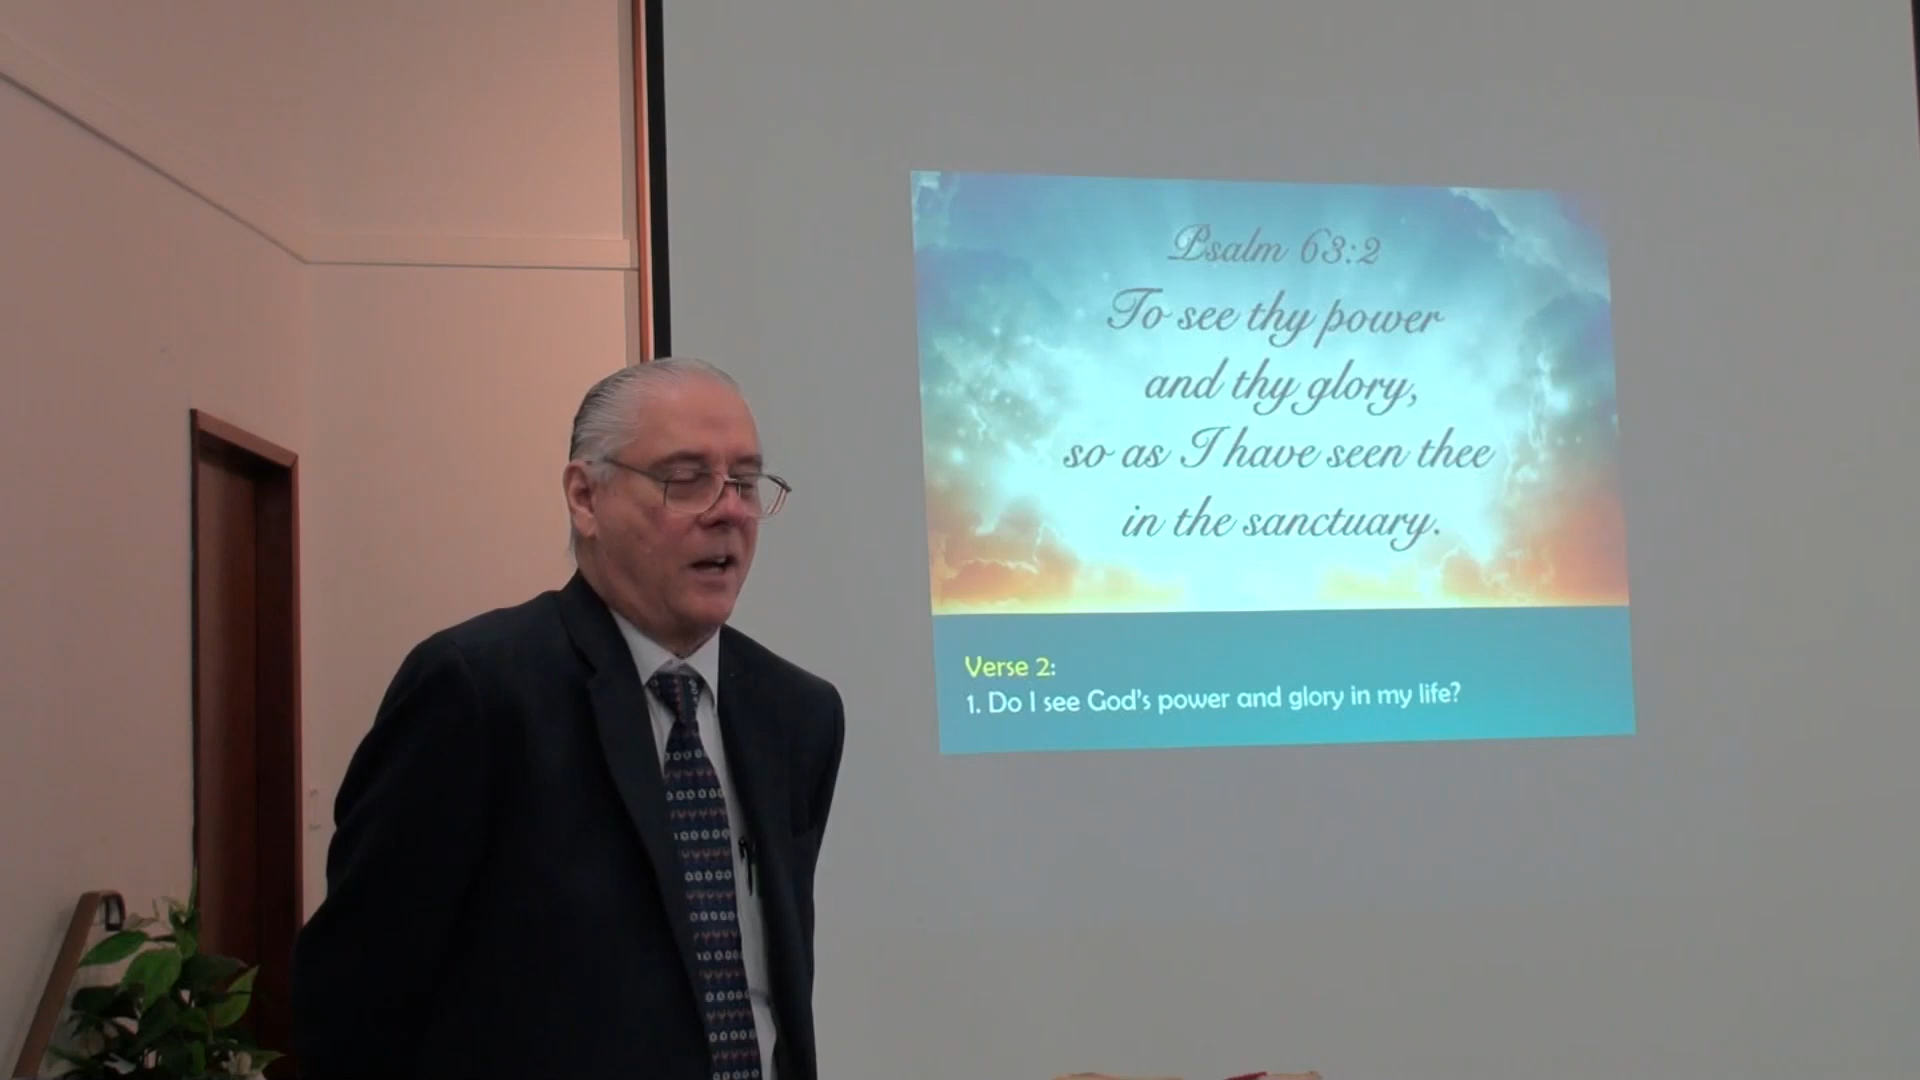 Psalm 63:2
To see thy power
and thy glory,
so as I have seen thee
in the sanctuary.
Verse 2:
1. Do I see God's power and glory in my life?